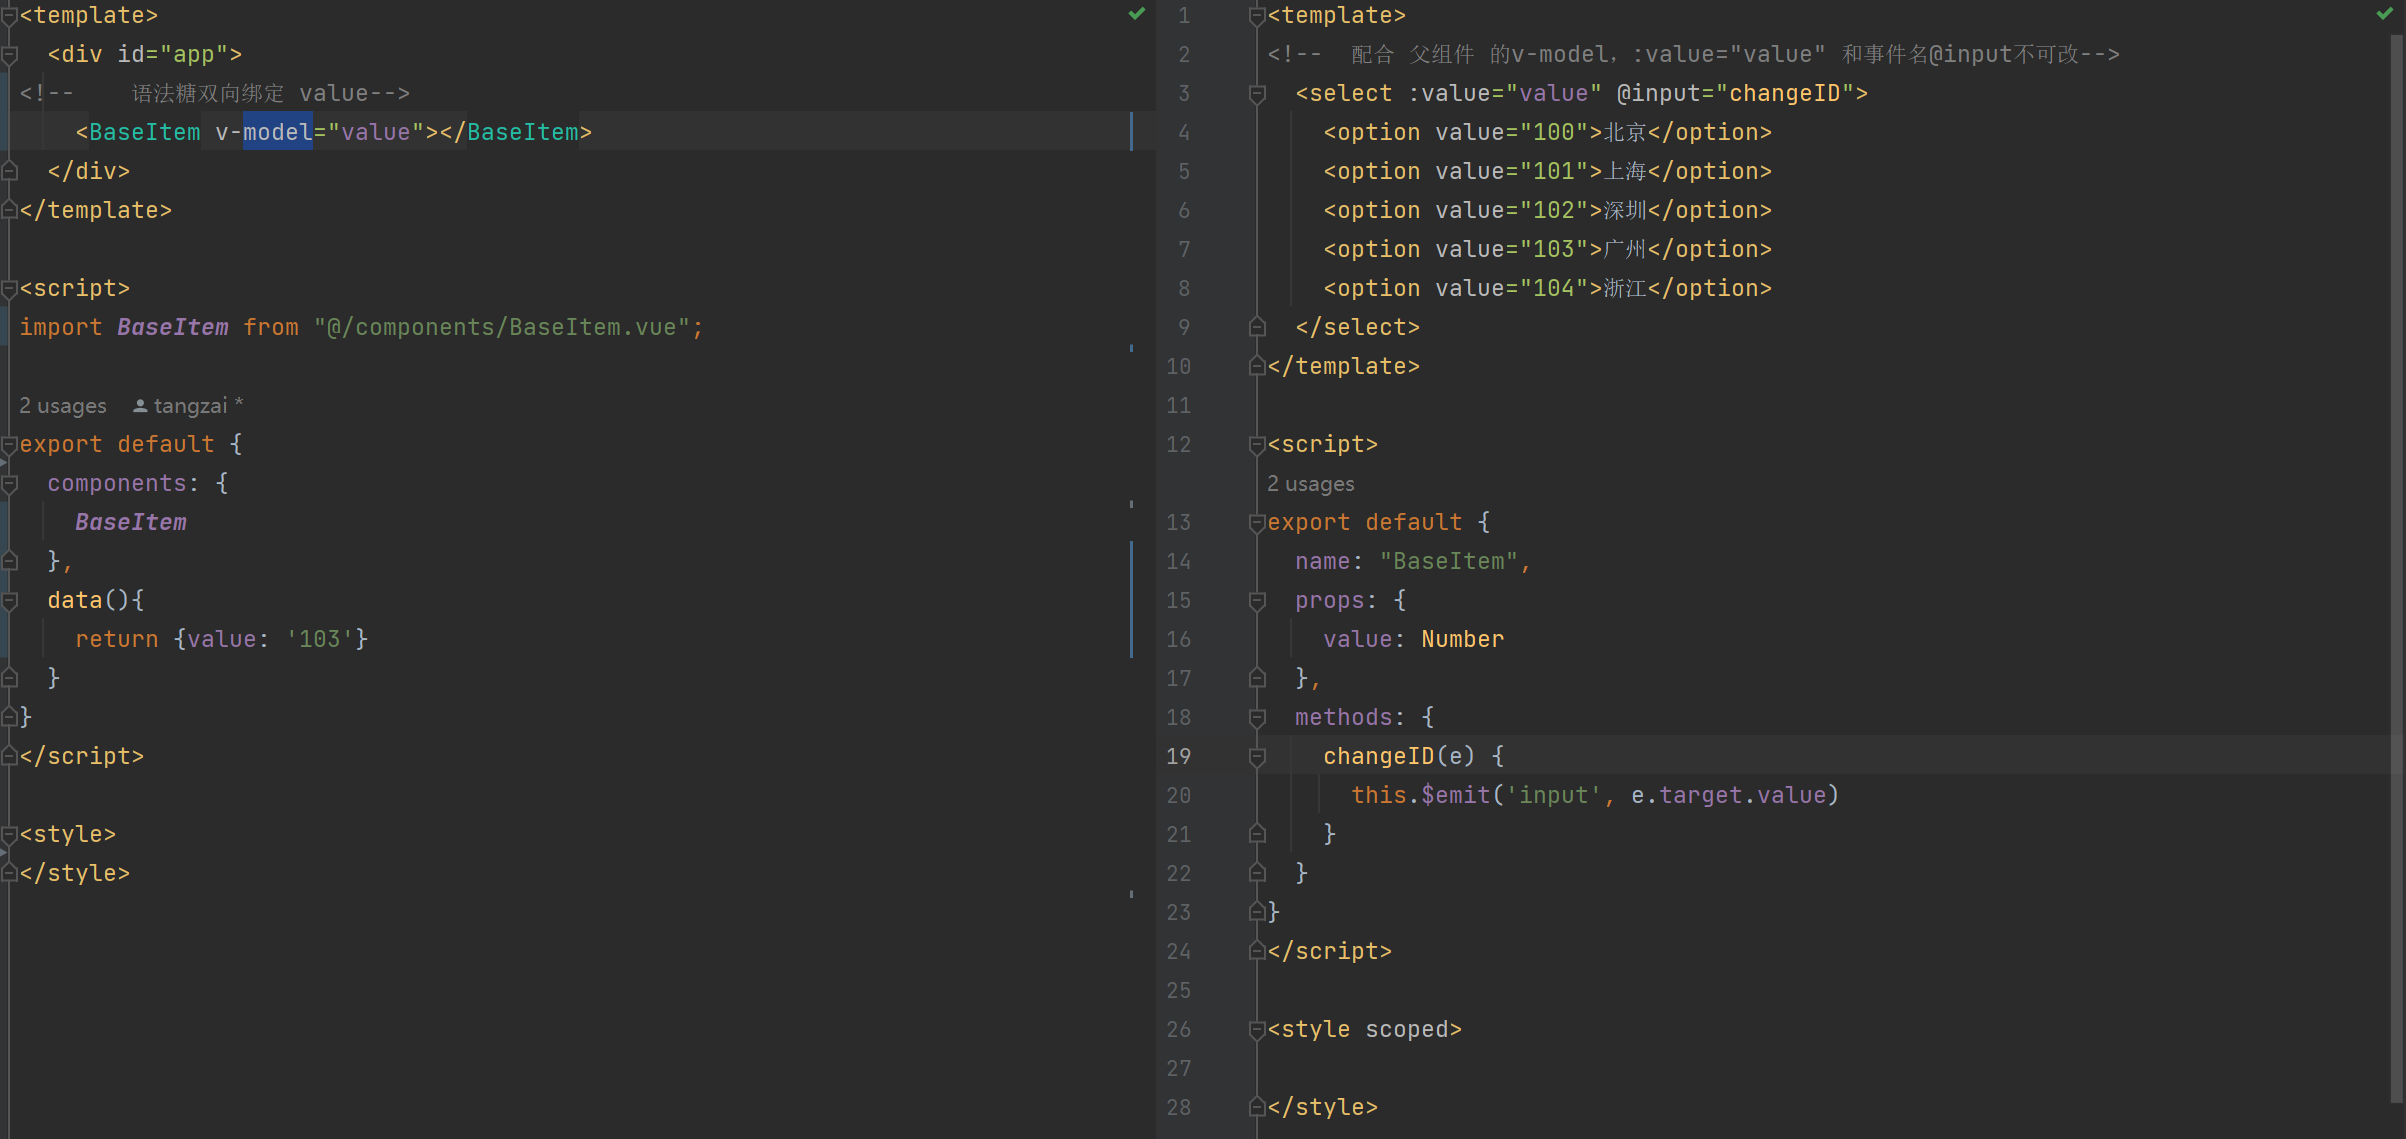 <template>
  <div id="app">
<!--    语法糖双向绑定 value-->
    <BaseItem v-model="value"></BaseItem>
  </div>
</template>

<script>
import BaseItem from "@/components/BaseItem.vue";

2 usages  tangzai *
export default {
  components: {
    BaseItem
  },
  data(){
    return {value: '103'}
  }
}
</script>

<style>
</style>

1 <template>
2 <!--  配合 父组件 的v-model，:value="value" 和事件名@input不可改-->
3   <select :value="value" @input="changeID">
4     <option value="100">北京</option>
5     <option value="101">上海</option>
6     <option value="102">深圳</option>
7     <option value="103">广州</option>
8     <option value="104">浙江</option>
9   </select>
10 </template>
11
12 <script>
2 usages
13 export default {
14   name: "BaseItem",
15   props: {
16     value: Number
17   },
18   methods: {
19     changeID(e) {
20       this.$emit('input', e.target.value)
21     }
22   }
23 }
24 </script>
25
26 <style scoped>
27
28 </style>